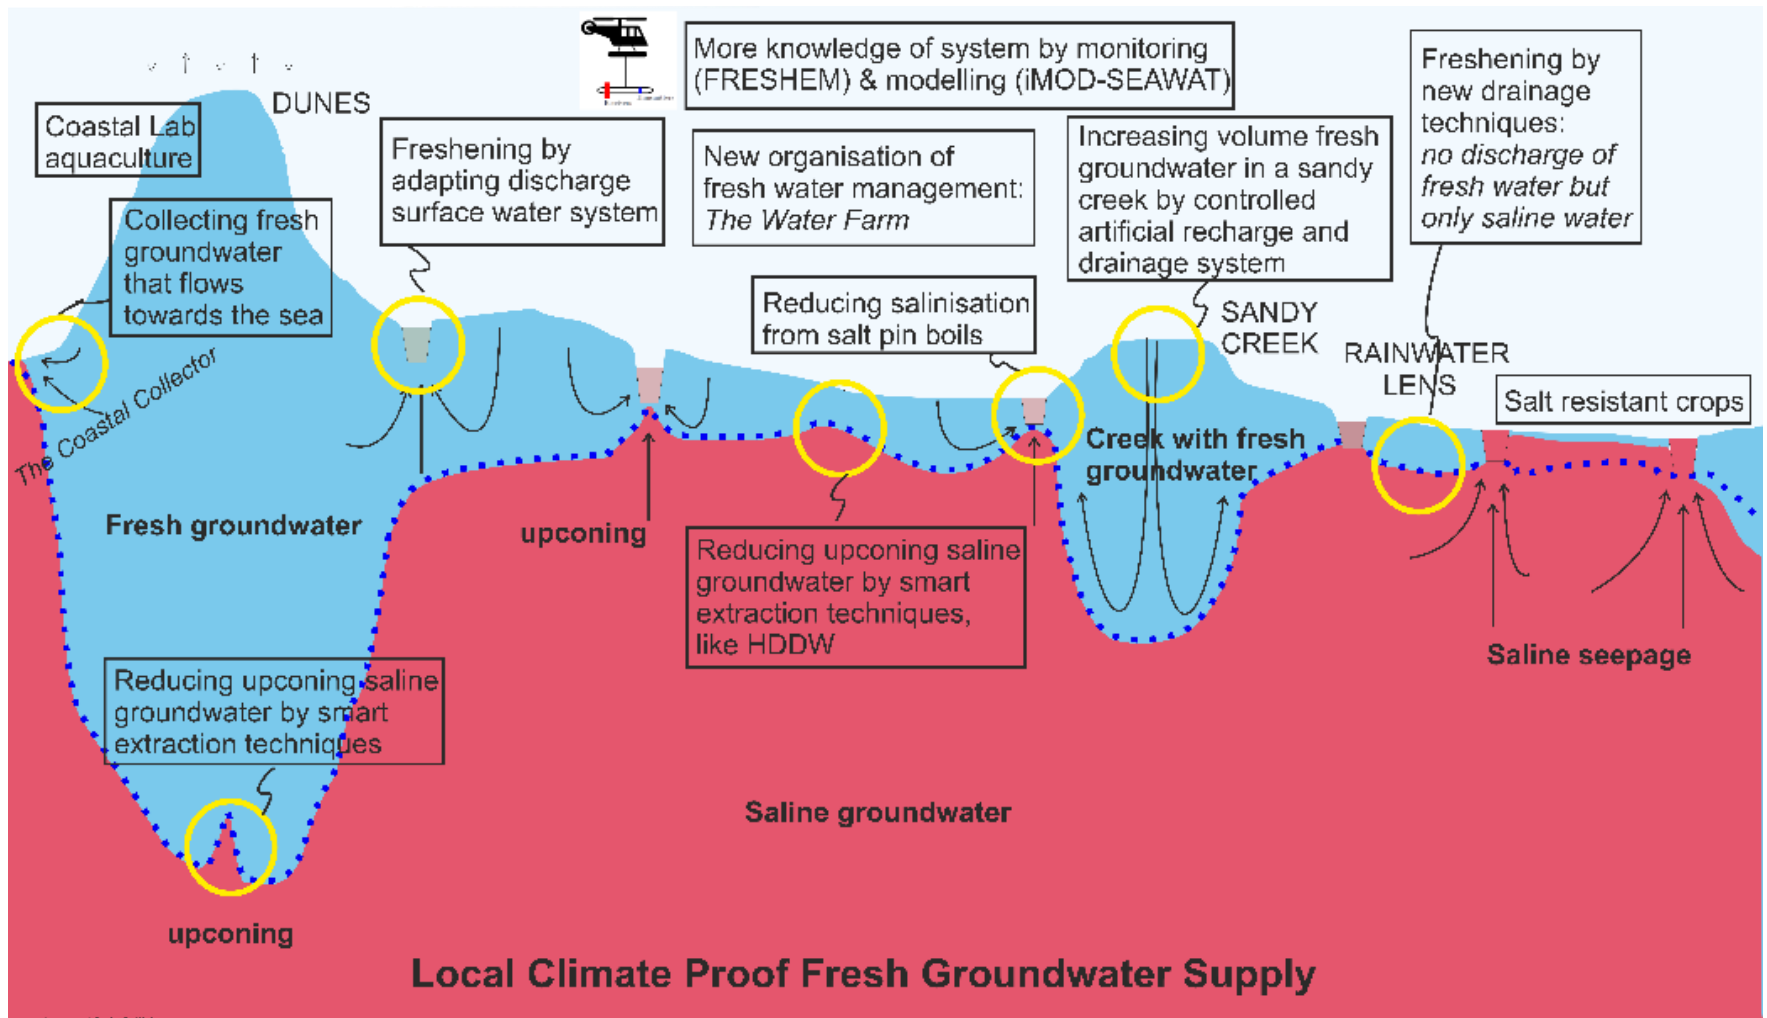 More knowledge of system by monitoring
(FRESHEM) & modelling (iMOD-SEAWAT)
DUNES
Coastal Lab
aquaculture
Collecting fresh
groundwater
that flows
towards the sea
The Coastal Collector
Freshening by
adapting discharge
surface water system
New organisation of
fresh water management:
The Water Farm
Reducing salinisation
from salt pin boils
Increasing volume fresh
groundwater in a sandy
creek by controlled
artificial recharge and
drainage system
SANDY
CREEK
Freshening by
new drainage
techniques:
no discharge of
fresh water but
only saline water
RAINWATER
LENS
Salt resistant crops
Creek with fresh
groundwater
Fresh groundwater
upconing
Reducing upconing saline
groundwater by smart
extraction techniques,
like HDDW
Saline seepage
Reducing upconing saline
groundwater by smart
extraction techniques
Saline groundwater
upconing
Local Climate Proof Fresh Groundwater Supply